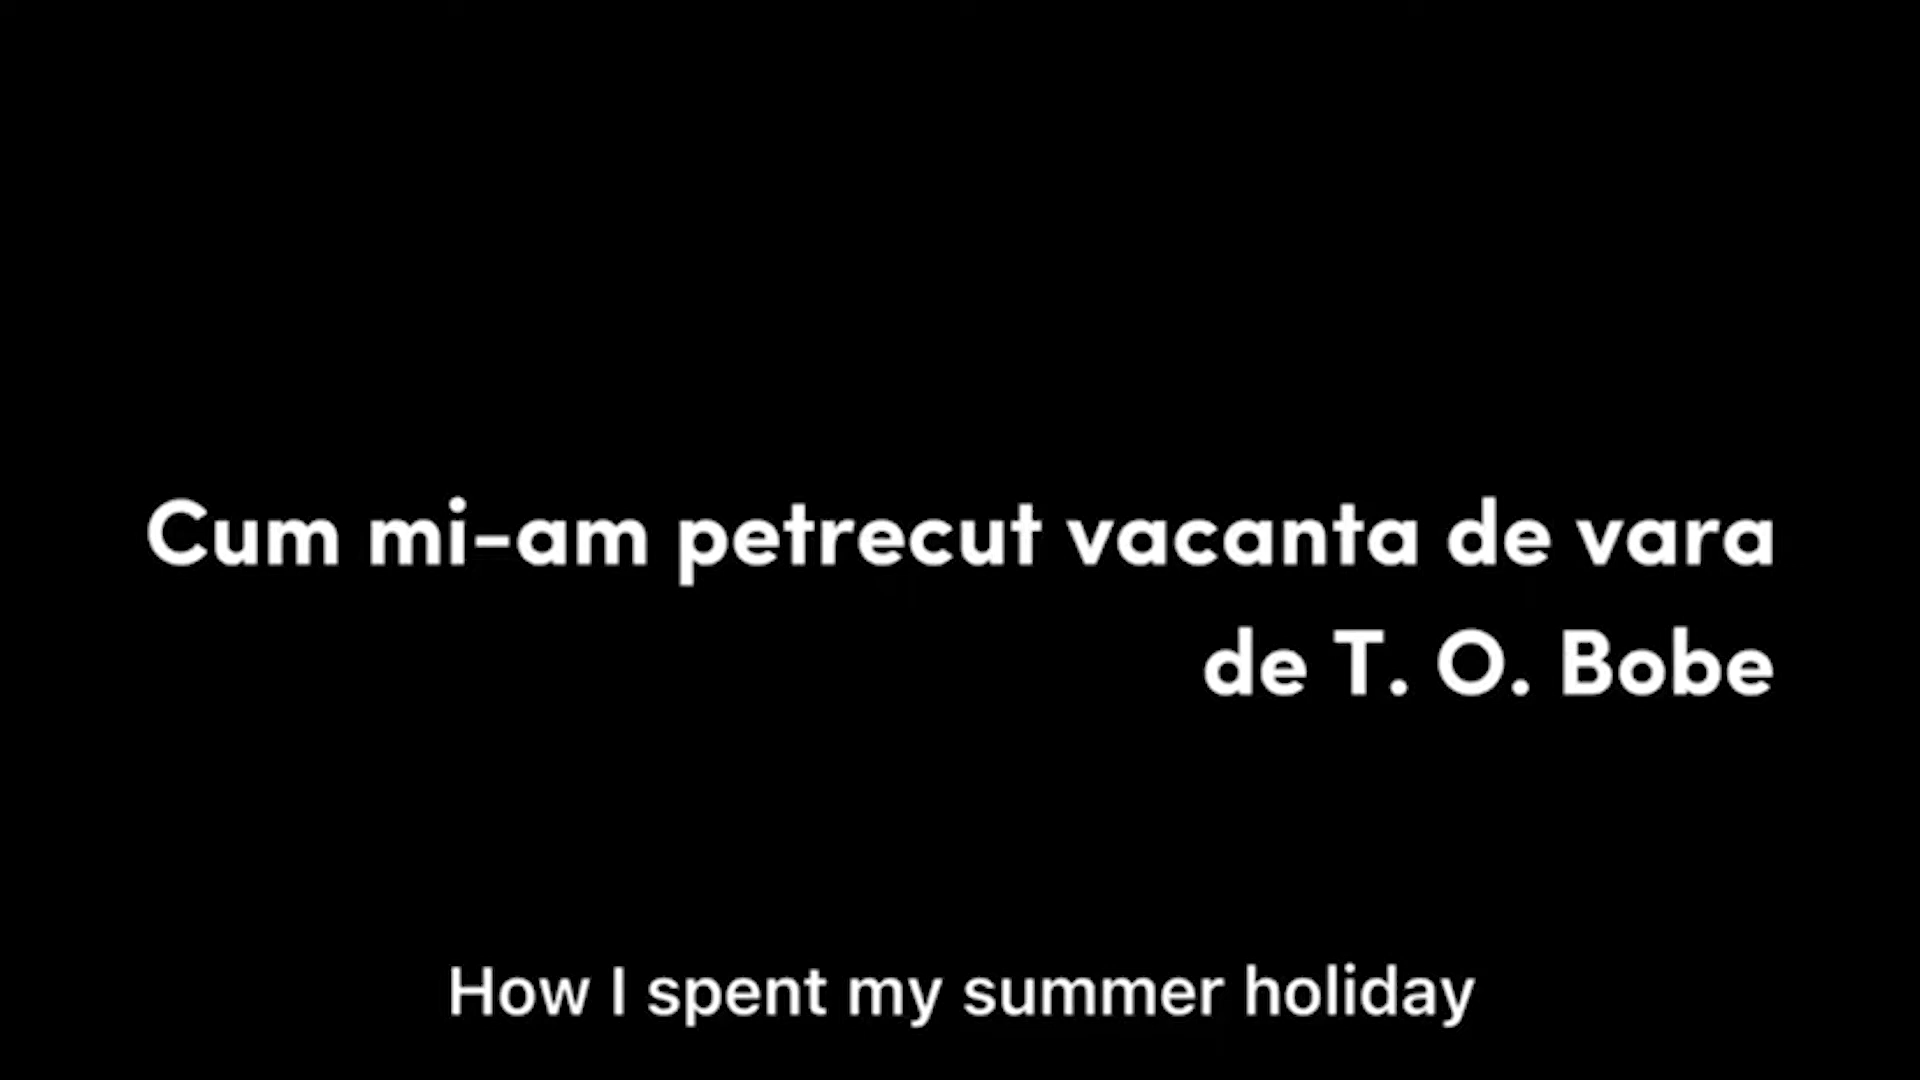 Cum mi-am petrecut vacanta de vara
de T. O. Bobe
How I spent my summer holiday